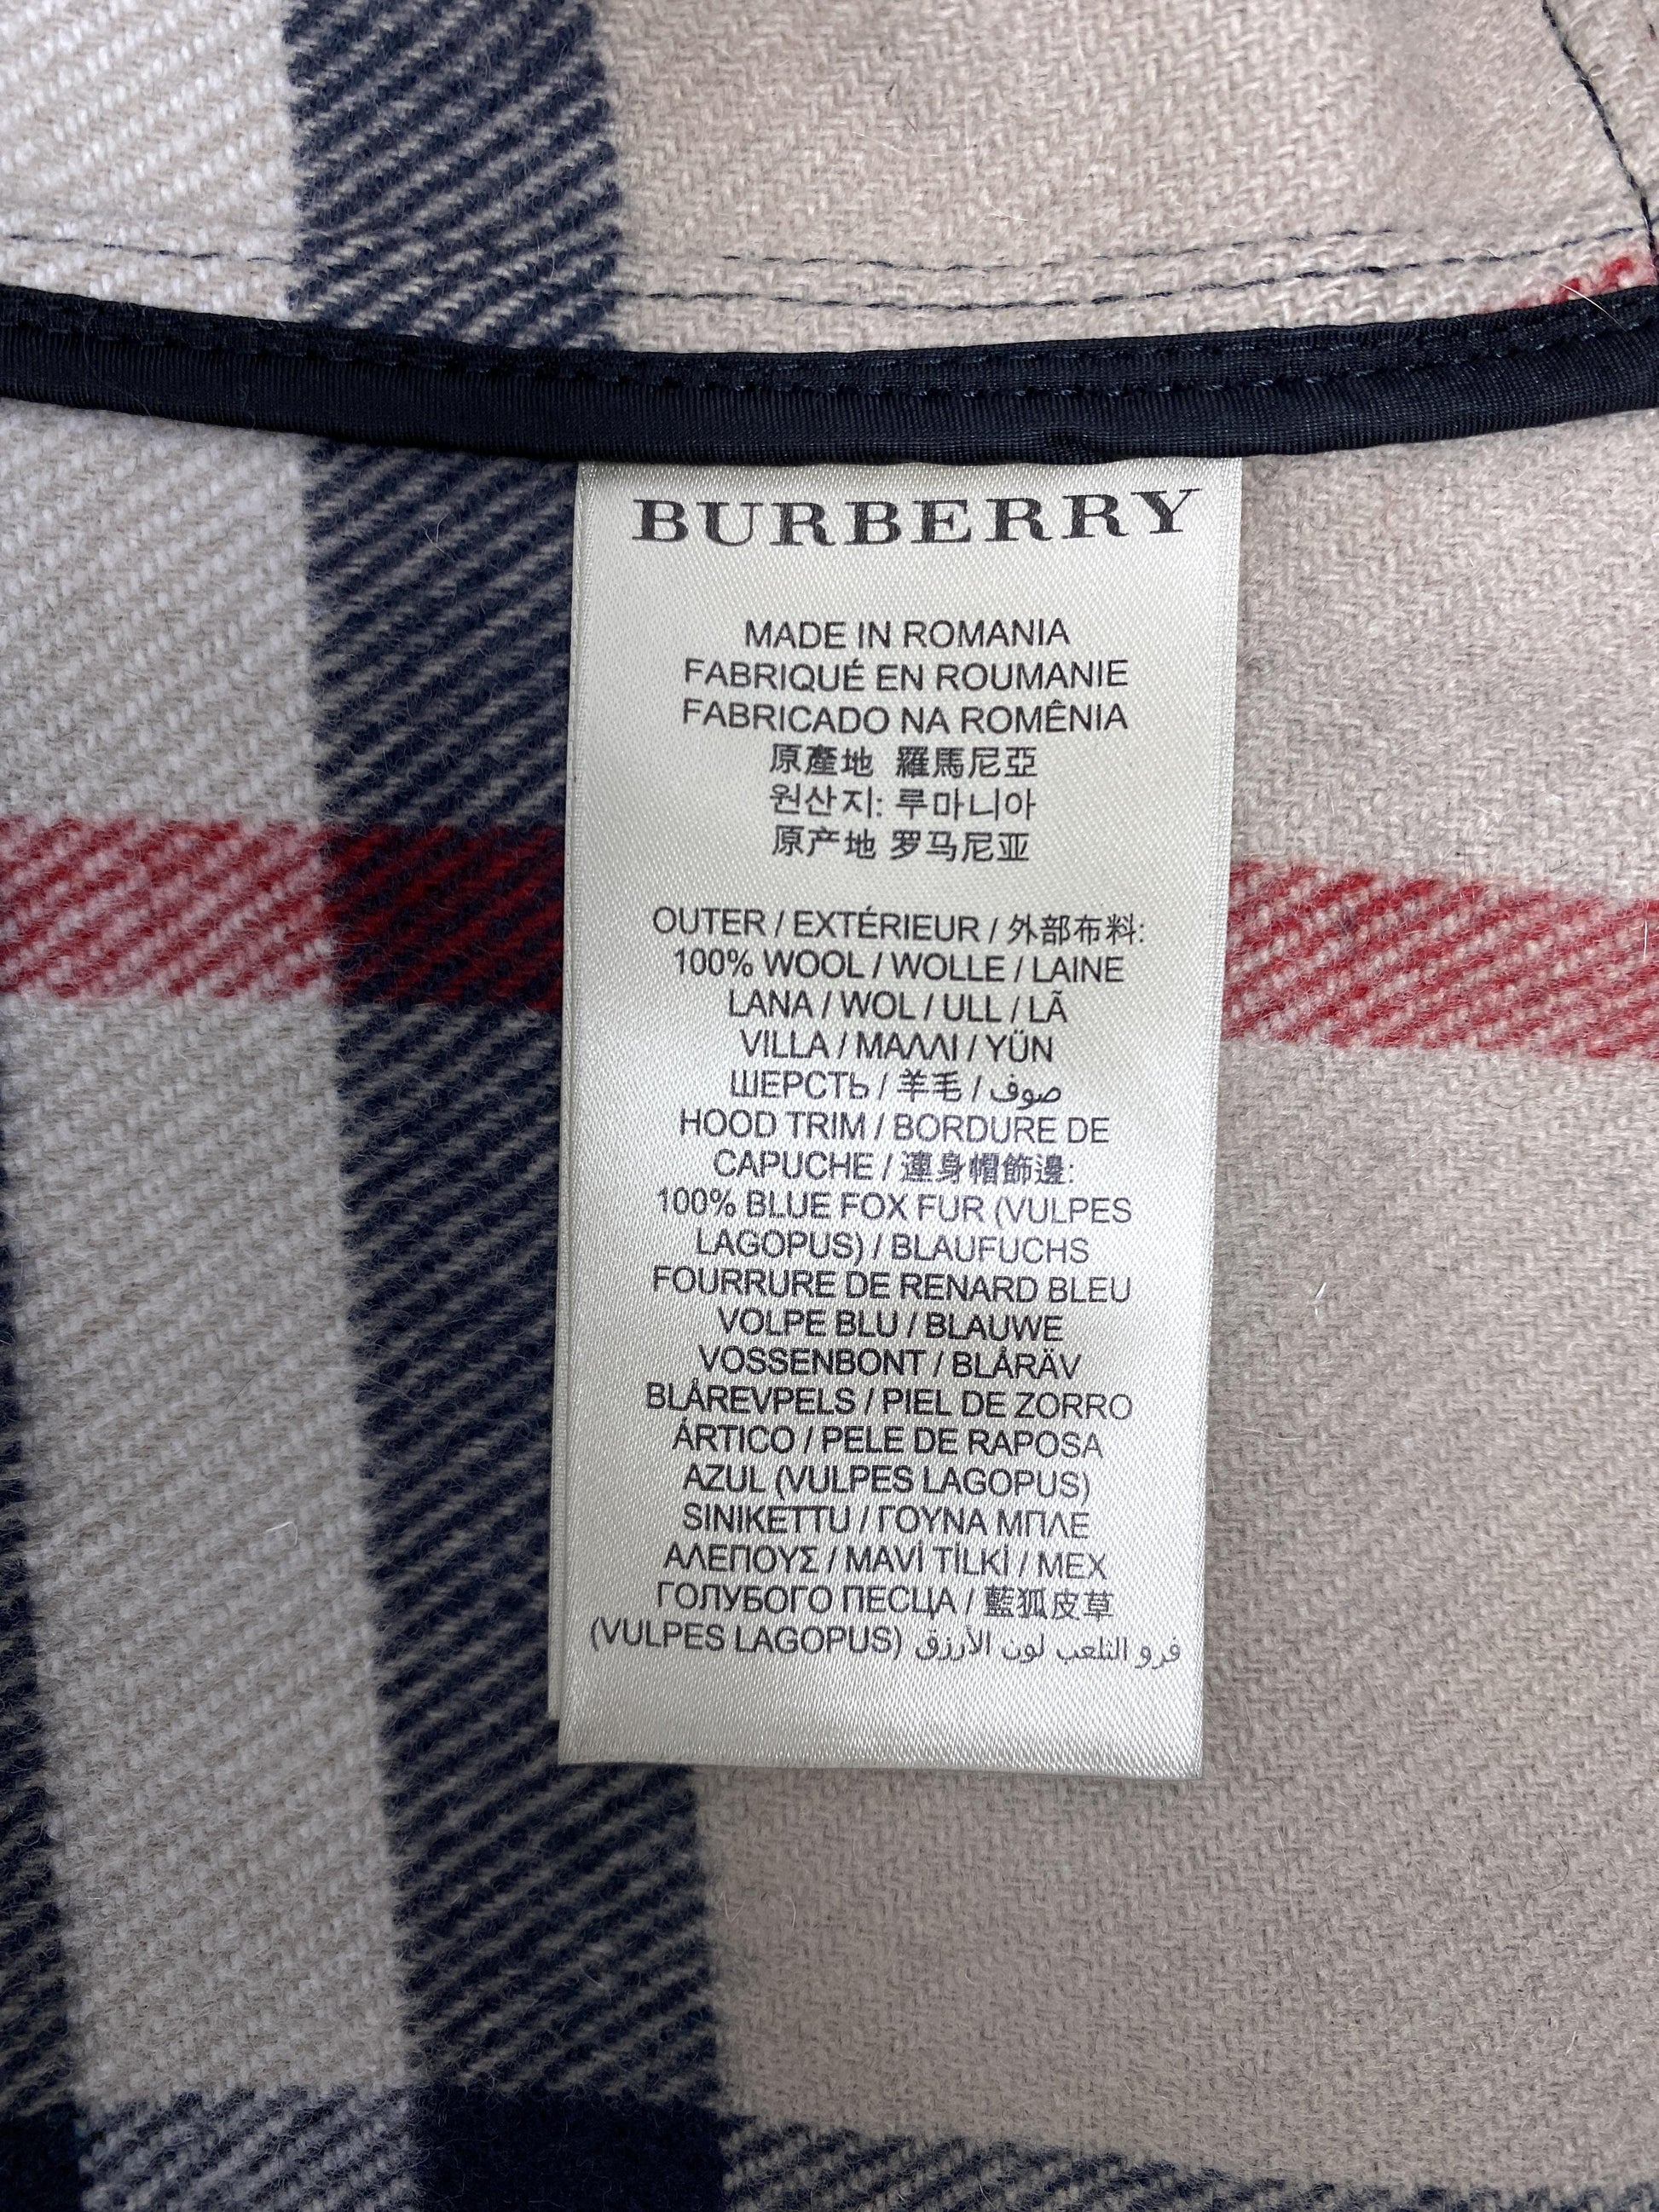 BURBERRY
MADE IN ROMANIA
FABRIQUÉ EN ROUMANIE
FABRICADO NA ROMÊNIA
原產地 羅馬尼亞
원산지: 루마니아
原产地 罗马尼亚
OUTER / EXTÉRIEUR / 外部布料:
100% WOOL / WOLLE / LAINE
LANA / WOL / ULL / LÃ
VILLA / ΜΑΛΛΙ / YÜN
ШЕРСТЬ / 羊毛 / صوف
HOOD TRIM / BORDURE DE
CAPUCHE / 連身帽飾邊:
100% BLUE FOX FUR (VULPES
LAGOPUS) / BLAUFUCHS
FOURRURE DE RENARD BLEU
VOLPE BLU / BLAUWE
VOSSENBONT / BLÅRÄV
BLÅREVPELS / PIEL DE ZORRO
ÁRTICO / PELE DE RAPOSA
AZUL (VULPES LAGOPUS)
SINIKETTU / ΓΟΥΝΑ ΜΠΛΕ
ΑΛΕΠΟΥΣ / MAVİ TİLKİ / МЕХ
ГОЛУБОГО ПЕСЦА / 藍狐皮草
(VULPES LAGOPUS) فرو الثلعب لون الأرزق